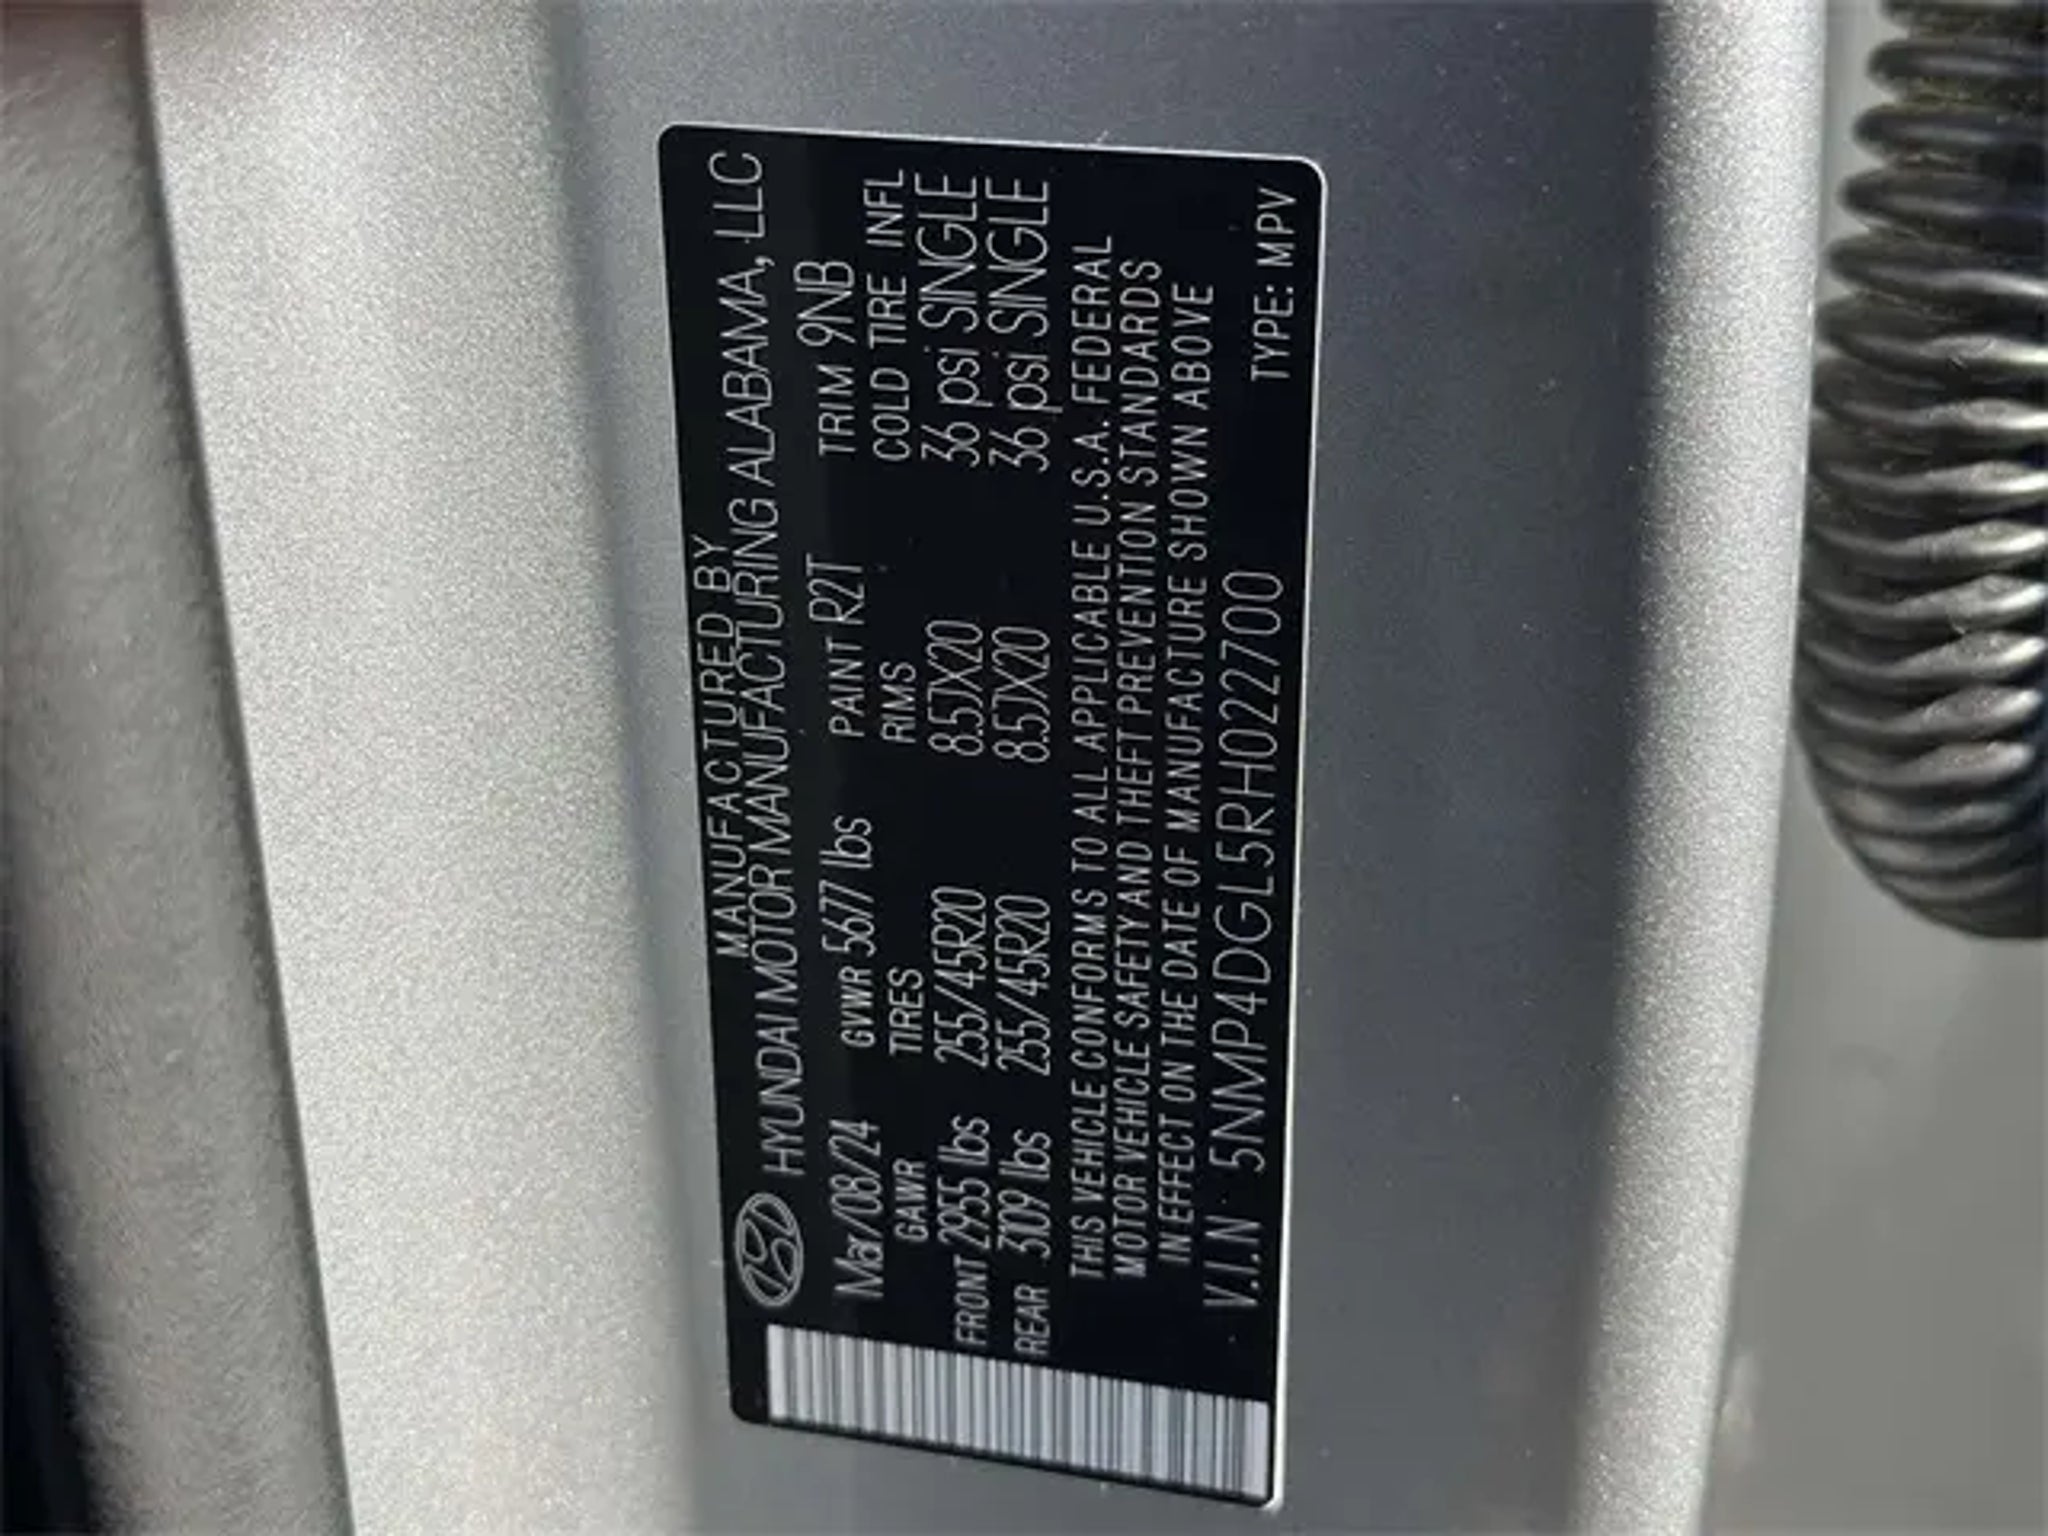 MANUFACTURED BY
HYUNDAI MOTOR MANUFACTURING ALABAMA, LLC
Mar/08/24 GVWR 5677 lbs PAINT R2T TRIM 9NB
GAWR TIRES RIMS COLD TIRE INFL
FRONT 2955 lbs 255/45R20 8.5JX20 36 psi SINGLE
REAR 3109 lbs 255/45R20 8.5JX20 36 psi SINGLE
THIS VEHICLE CONFORMS TO ALL APPLICABLE U.S.A. FEDERAL
MOTOR VEHICLE SAFETY AND THEFT PREVENTION STANDARDS
IN EFFECT ON THE DATE OF MANUFACTURE SHOWN ABOVE
V.I.N 5NMP4DGL5RH022700 TYPE: MPV